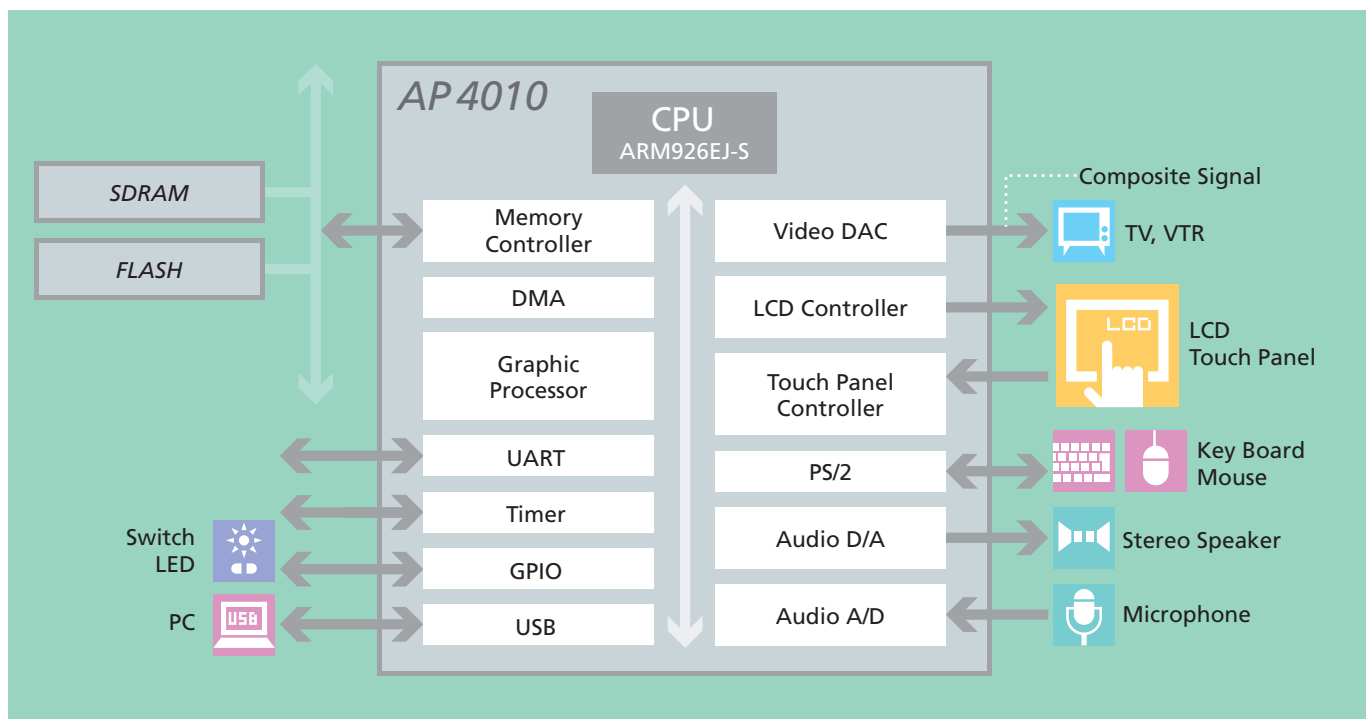 AP 4010
CPU
ARM926EJ-S
SDRAM
FLASH
Memory
Controller
DMA
Graphic
Processor
UART
Timer
GPIO
USB
Switch
LED
PC
USB
Video DAC
LCD Controller
Touch Panel
Controller
PS/2
Audio D/A
Audio A/D
Composite Signal
TV, VTR
LCD
LCD
Touch Panel
Key Board
Mouse
Stereo Speaker
Microphone